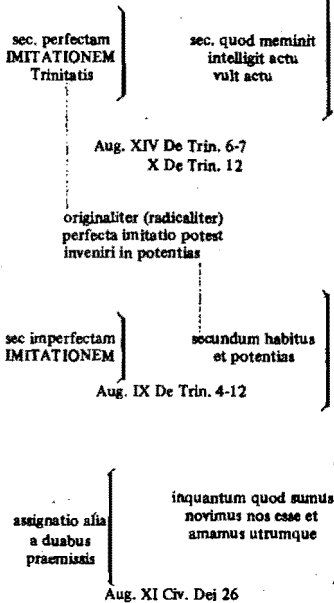 sec. perfectam
IMITATIONEM
Trinitatis
sec. quod meminit
intelligit actu
vult actu
Aug. XIV De Trin. 6-7
X De Trin. 12
originaliter (radicaliter)
perfecta imitatio potest
inveniri in potentias
sec imperfectam
IMITATIONEM
secundum habitus
et potentias
Aug. IX De Trin. 4-12
assignatio alia
a duabus
praemissis
inquantum quod sumus
novimus nos esse et
amamus utrumque
Aug. XI Civ. Dei 26